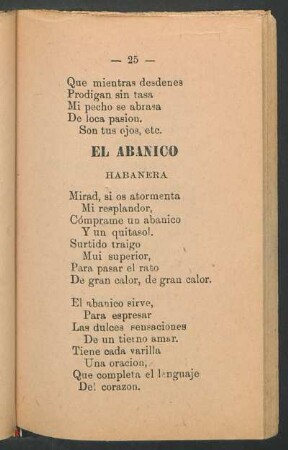 — 25 —
Que mientras desdenes
Prodigan sin tasa
Mi pecho se abrasa
De loca pasion.
Son tus ojos, etc.
EL ABANICO
HABANERA
Mirad, si os atormenta
Mi resplandor,
Cómprame un abanico
Y un quitasol.
Surtido traigo
Mui superior,
Para pasar el rato
De gran calor, de gran calor.
El abanico sirve,
Para espresar
Las dulces sensaciones
De un tierno amar.
Tiene cada varilla
Una oracion,
Que completa el lenguaje
Del corazon.